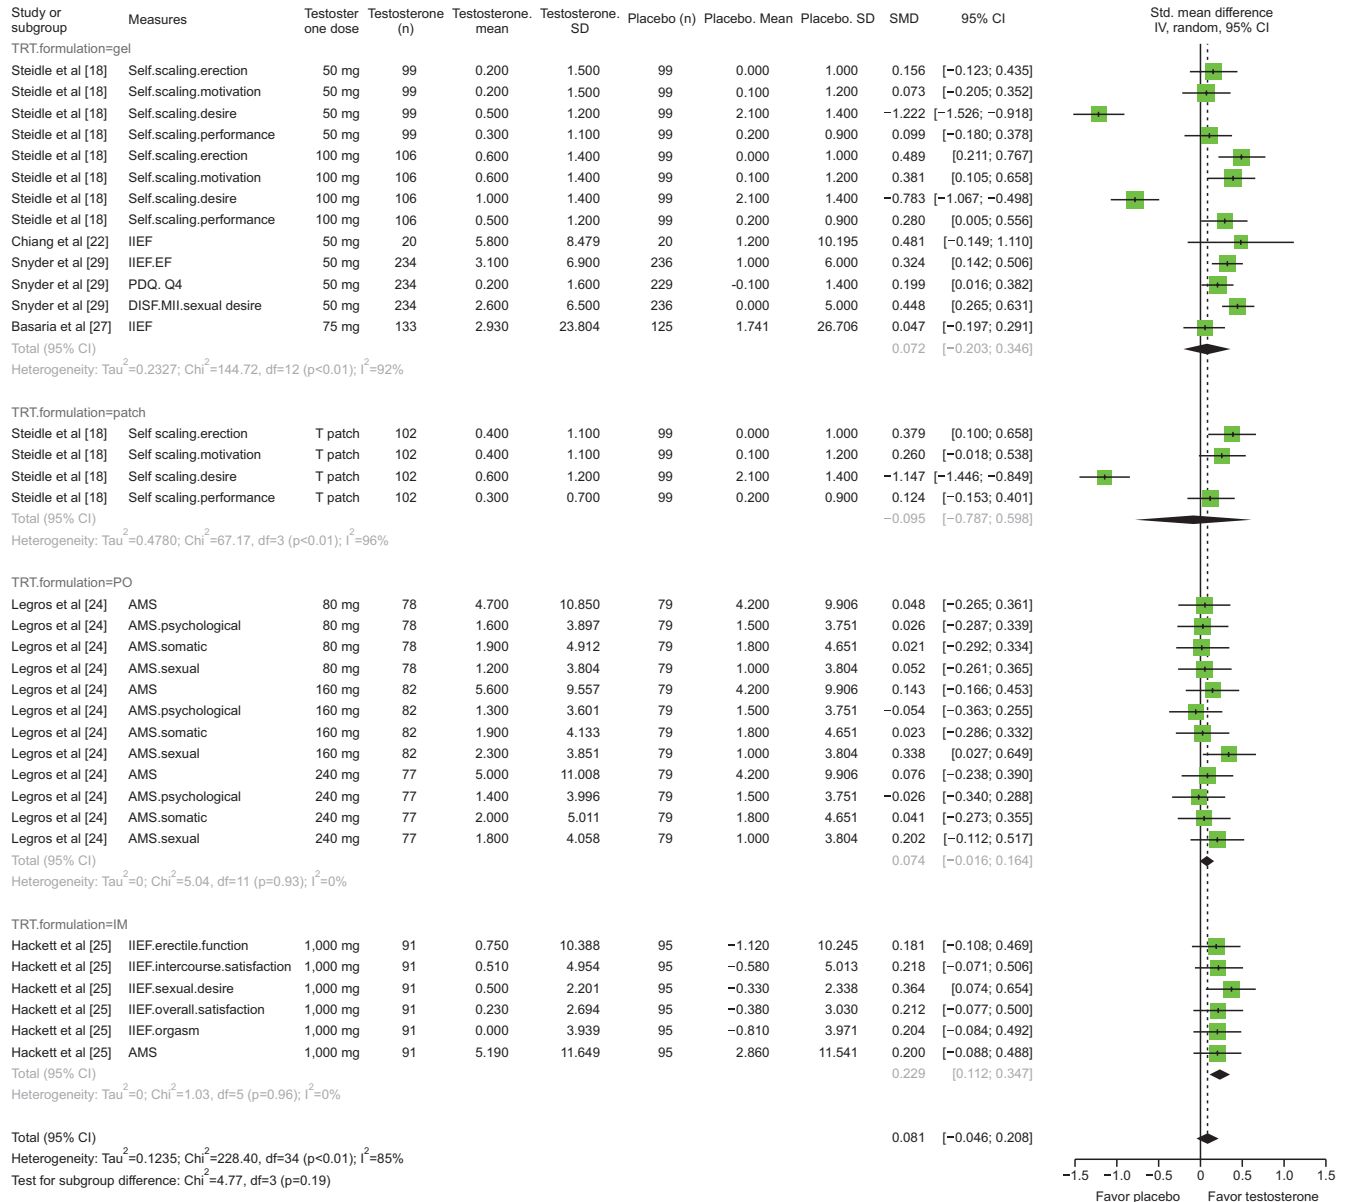 Study or subgroup Measures Testosterone dose Testosterone (n) Testosterone. mean Testosterone. SD Placebo (n) Placebo. Mean Placebo. SD SMD 95% CI Std. mean difference IV, random, 95% CI
TRT.formulation=gel
Steidle et al [18] Self.scaling.erection 50 mg 99 0.200 1.500 99 0.000 1.000 0.156 [−0.123; 0.435]
Steidle et al [18] Self.scaling.motivation 50 mg 99 0.200 1.500 99 0.100 1.200 0.073 [−0.205; 0.352]
Steidle et al [18] Self.scaling.desire 50 mg 99 0.500 1.200 99 2.100 1.400 −1.222 [−1.526; −0.918]
Steidle et al [18] Self.scaling.performance 50 mg 99 0.300 1.100 99 0.200 0.900 0.099 [−0.180; 0.378]
Steidle et al [18] Self.scaling.erection 100 mg 106 0.600 1.400 99 0.000 1.000 0.489 [0.211; 0.767]
Steidle et al [18] Self.scaling.motivation 100 mg 106 0.600 1.400 99 0.100 1.200 0.381 [0.105; 0.658]
Steidle et al [18] Self.scaling.desire 100 mg 106 1.000 1.400 99 2.100 1.400 −0.783 [−1.067; −0.498]
Steidle et al [18] Self.scaling.performance 100 mg 106 0.500 1.200 99 0.200 0.900 0.280 [0.005; 0.556]
Chiang et al [22] IIEF 50 mg 20 5.800 8.479 20 1.200 10.195 0.481 [−0.149; 1.110]
Snyder et al [29] IIEF.EF 50 mg 234 3.100 6.900 236 1.000 6.000 0.324 [0.142; 0.506]
Snyder et al [29] PDQ. Q4 50 mg 234 0.200 1.600 229 -0.100 1.400 0.199 [0.016; 0.382]
Snyder et al [29] DISF.MII.sexual desire 50 mg 234 2.600 6.500 236 0.000 5.000 0.448 [0.265; 0.631]
Basaria et al [27] IIEF 75 mg 133 2.930 23.804 125 1.741 26.706 0.047 [−0.197; 0.291]
Total (95% CI) 0.072 [−0.203; 0.346]
Heterogeneity: Tau²=0.2327; Chi²=144.72, df=12 (p<0.01); I²=92%
TRT.formulation=patch
Steidle et al [18] Self scaling.erection T patch 102 0.400 1.100 99 0.000 1.000 0.379 [0.100; 0.658]
Steidle et al [18] Self scaling.motivation T patch 102 0.400 1.100 99 0.100 1.200 0.260 [−0.018; 0.538]
Steidle et al [18] Self scaling.desire T patch 102 0.600 1.200 99 2.100 1.400 −1.147 [−1.446; −0.849]
Steidle et al [18] Self scaling.performance T patch 102 0.300 0.700 99 0.200 0.900 0.124 [−0.153; 0.401]
Total (95% CI) −0.095 [−0.787; 0.598]
Heterogeneity: Tau²=0.4780; Chi²=67.17, df=3 (p<0.01); I²=96%
TRT.formulation=PO
Legros et al [24] AMS 80 mg 78 4.700 10.850 79 4.200 9.906 0.048 [−0.265; 0.361]
Legros et al [24] AMS.psychological 80 mg 78 1.600 3.897 79 1.500 3.751 0.026 [−0.287; 0.339]
Legros et al [24] AMS.somatic 80 mg 78 1.900 4.912 79 1.800 4.651 0.021 [−0.292; 0.334]
Legros et al [24] AMS.sexual 80 mg 78 1.200 3.804 79 1.000 3.804 0.052 [−0.261; 0.365]
Legros et al [24] AMS 160 mg 82 5.600 9.557 79 4.200 9.906 0.143 [−0.166; 0.453]
Legros et al [24] AMS.psychological 160 mg 82 1.300 3.601 79 1.500 3.751 −0.054 [−0.363; 0.255]
Legros et al [24] AMS.somatic 160 mg 82 1.900 4.133 79 1.800 4.651 0.023 [−0.286; 0.332]
Legros et al [24] AMS.sexual 160 mg 82 2.300 3.851 79 1.000 3.804 0.338 [0.027; 0.649]
Legros et al [24] AMS 240 mg 77 5.000 11.008 79 4.200 9.906 0.076 [−0.238; 0.390]
Legros et al [24] AMS.psychological 240 mg 77 1.400 3.996 79 1.500 3.751 −0.026 [−0.340; 0.288]
Legros et al [24] AMS.somatic 240 mg 77 2.000 5.011 79 1.800 4.651 0.041 [−0.273; 0.355]
Legros et al [24] AMS.sexual 240 mg 77 1.800 4.058 79 1.000 3.804 0.202 [−0.112; 0.517]
Total (95% CI) 0.074 [−0.016; 0.164]
Heterogeneity: Tau²=0; Chi²=5.04, df=11 (p=0.93); I²=0%
TRT.formulation=IM
Hackett et al [25] IIEF.erectile.function 1,000 mg 91 0.750 10.388 95 −1.120 10.245 0.181 [−0.108; 0.469]
Hackett et al [25] IIEF.intercourse.satisfaction 1,000 mg 91 0.510 4.954 95 −0.580 5.013 0.218 [−0.071; 0.506]
Hackett et al [25] IIEF.sexual.desire 1,000 mg 91 0.500 2.201 95 −0.330 2.338 0.364 [0.074; 0.654]
Hackett et al [25] IIEF.overall.satisfaction 1,000 mg 91 0.230 2.694 95 −0.380 3.030 0.212 [−0.077; 0.500]
Hackett et al [25] IIEF.orgasm 1,000 mg 91 0.000 3.939 95 −0.810 3.971 0.204 [−0.084; 0.492]
Hackett et al [25] AMS 1,000 mg 91 5.190 11.649 95 2.860 11.541 0.200 [−0.088; 0.488]
Total (95% CI) 0.229 [0.112; 0.347]
Heterogeneity: Tau²=0; Chi²=1.03, df=5 (p=0.96); I²=0%
Total (95% CI) 0.081 [−0.046; 0.208]
Heterogeneity: Tau²=0.1235; Chi²=228.40, df=34 (p<0.01); I²=85%
Test for subgroup difference: Chi²=4.77, df=3 (p=0.19)
−1.5 −1.0 −0.5 0 0.5 1.0 1.5
Favor placebo Favor testosterone